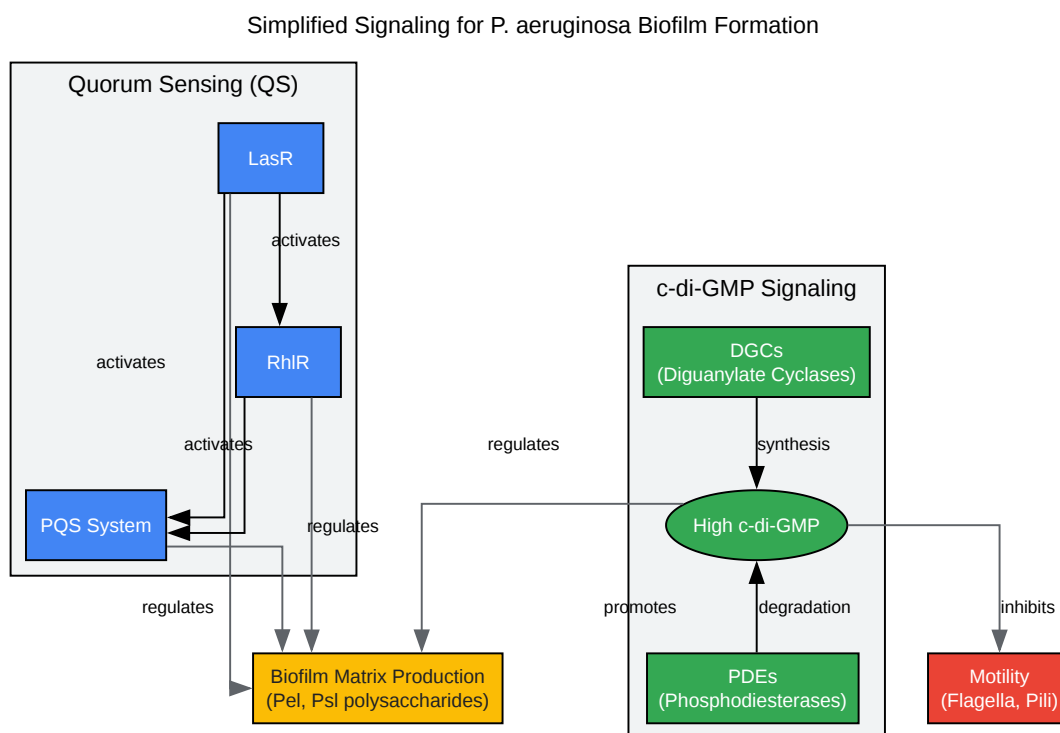 Simplified Signaling for P. aeruginosa Biofilm Formation
Quorum Sensing (QS)
LasR
activates
RhlR
activates
activates
PQS System
regulates
regulates
c-di-GMP Signaling
DGCs
(Diguanylate Cyclases)
regulates
synthesis
High c-di-GMP
promotes
degradation
inhibits
Biofilm Matrix Production
(Pel, Psl polysaccharides)
PDEs
(Phosphodiesterases)
Motility
(Flagella, Pili)